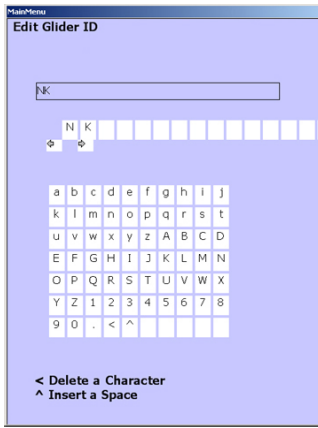 MainMenu
Edit Glider ID
NK
N K
a b c d e f g h i j
k l m n o p q r s t
u v w x y z A B C D
E F G H I J K L M N
O P Q R S T U V W X
Y Z 1 2 3 4 5 6 7 8
9 0 . < ^
< Delete a Character
^ Insert a Space